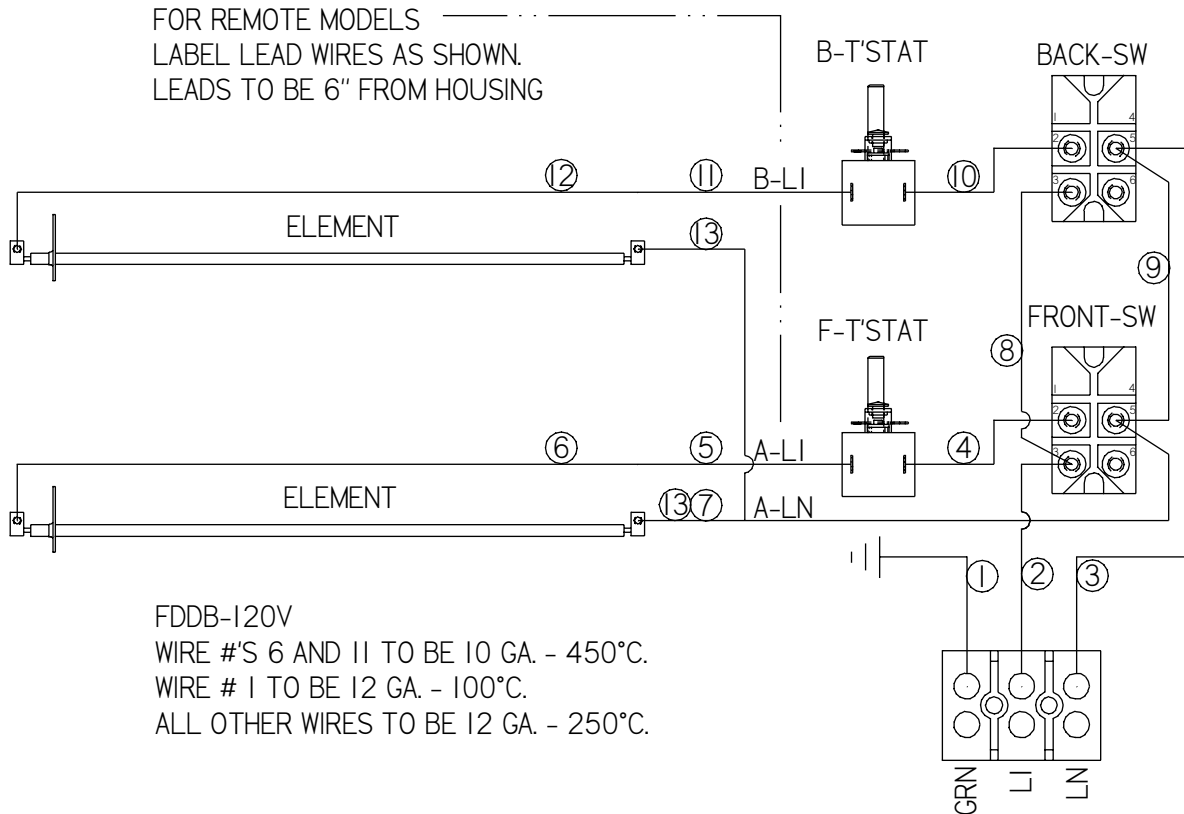 FOR REMOTE MODELS
LABEL LEAD WIRES AS SHOWN.
LEADS TO BE 6" FROM HOUSING
B-T'STAT
BACK-SW
1 4
2 5
3 6
12
11
B-L1
10
ELEMENT
13
9
F-T'STAT
FRONT-SW
8
1 4
2 5
3 6
6
5
A-L1
4
ELEMENT
13
7
A-LN
1
2
3
FDDB-120V
WIRE #'S 6 AND 11 TO BE 10 GA. - 450°C.
WIRE # 1 TO BE 12 GA. - 100°C.
ALL OTHER WIRES TO BE 12 GA. - 250°C.
GRN
L1
LN